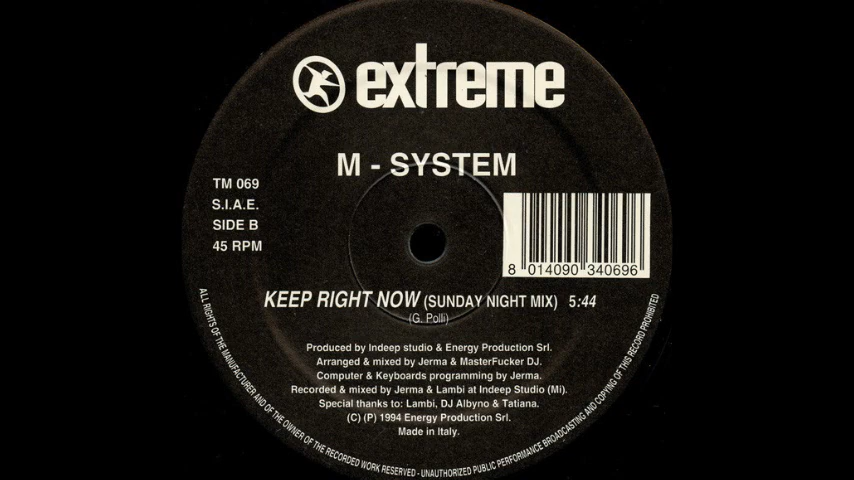 extreme
M - SYSTEM
TM 069
S.I.A.E.
SIDE B
45 RPM
8 014090 340696
KEEP RIGHT NOW (SUNDAY NIGHT MIX) 5:44
(G. Polli)
Produced by Indeep studio & Energy Production Srl.
Arranged & mixed by Jerma & MasterFucker DJ.
Computer & Keyboards programming by Jerma.
Recorded & mixed by Jerma & Lambi at Indeep Studio (Mi).
Special thanks to: Lambi, DJ Albyno & Tatiana.
(C) (P) 1994 Energy Production Srl.
Made in Italy.
ALL RIGHTS OF THE MANUFACTURER AND OF THE OWNER OF THE RECORDED WORK RESERVED - UNAUTHORIZED PUBLIC PERFORMANCE BROADCASTING AND COPYING OF THIS RECORD PROHIBITED